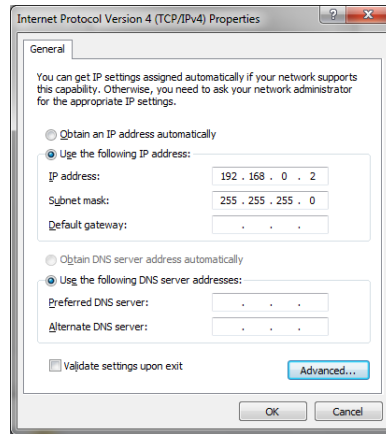 Internet Protocol Version 4 (TCP/IPv4) Properties
General
You can get IP settings assigned automatically if your network supports
this capability. Otherwise, you need to ask your network administrator
for the appropriate IP settings.
Obtain an IP address automatically
Use the following IP address:
IP address: 192 . 168 . 0 . 2
Subnet mask: 255 . 255 . 255 . 0
Default gateway: . . .
Obtain DNS server address automatically
Use the following DNS server addresses:
Preferred DNS server: . . .
Alternate DNS server: . . .
Validate settings upon exit
Advanced...
OK Cancel